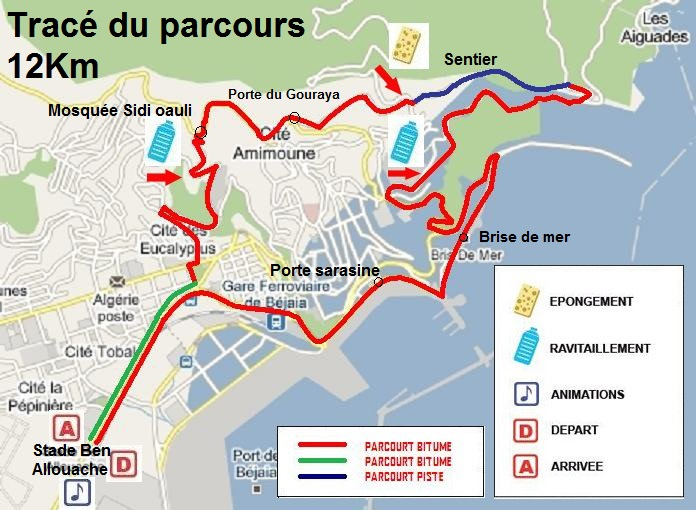 Tracé du parcours
12Km
Les
Aiguades
Sentier
Porte du Gouraya
Mosquée Sidi oauli
Cité
Amimoune
Cité des
Eucalyptus
Brise de mer
Bris De Mer
Porte sarasine
Gare Ferroviaire
de Béjaïa
unes
Algérie
poste
Cité Tobal
Cité la
Pépinière
A
Stade Ben
Allouache
D
Port de
Béjaïa
PARCOURT BITUME
PARCOURT BITUME
PARCOURT PISTE
EPONGEMENT
RAVITAILLEMENT
ANIMATIONS
D DEPART
A ARRIVEE